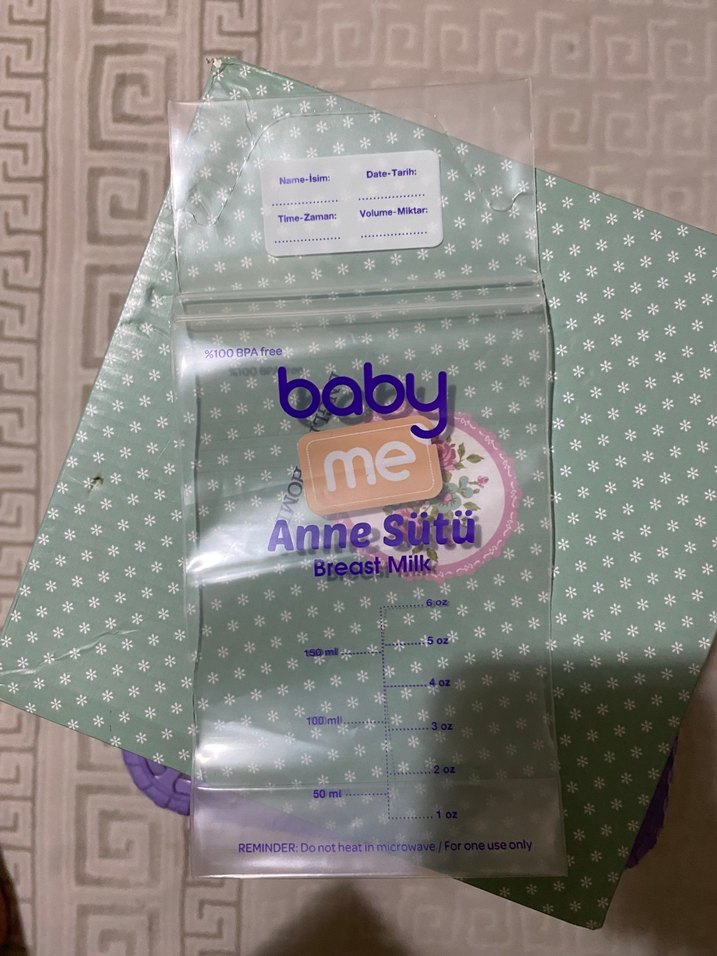 Name-İsim: Date-Tarih:
Time-Zaman: Volume-Miktar:
%100 BPA free
baby
me
Anne Sütü
Breast Milk
6 oz
150 ml 5 oz
4 oz
100 ml 3 oz
2 oz
50 ml 1 oz
REMINDER: Do not heat in microwave / For one use only